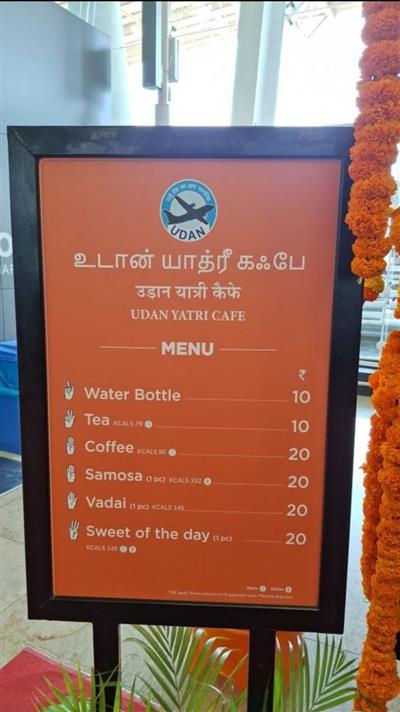 UDAN
உடான் யாத்ரீ கஃபே
उड़ान यात्री कैफे
UDAN YATRI CAFE
MENU
₹
Water Bottle 10
Tea KCALS 79 10
Coffee KCALS 95 20
Samosa (1 pc) KCALS 332 20
Vadai (1 pc) KCALS 145 20
Sweet of the day (1 pc) 20
KCALS 149
Dairy Gluten